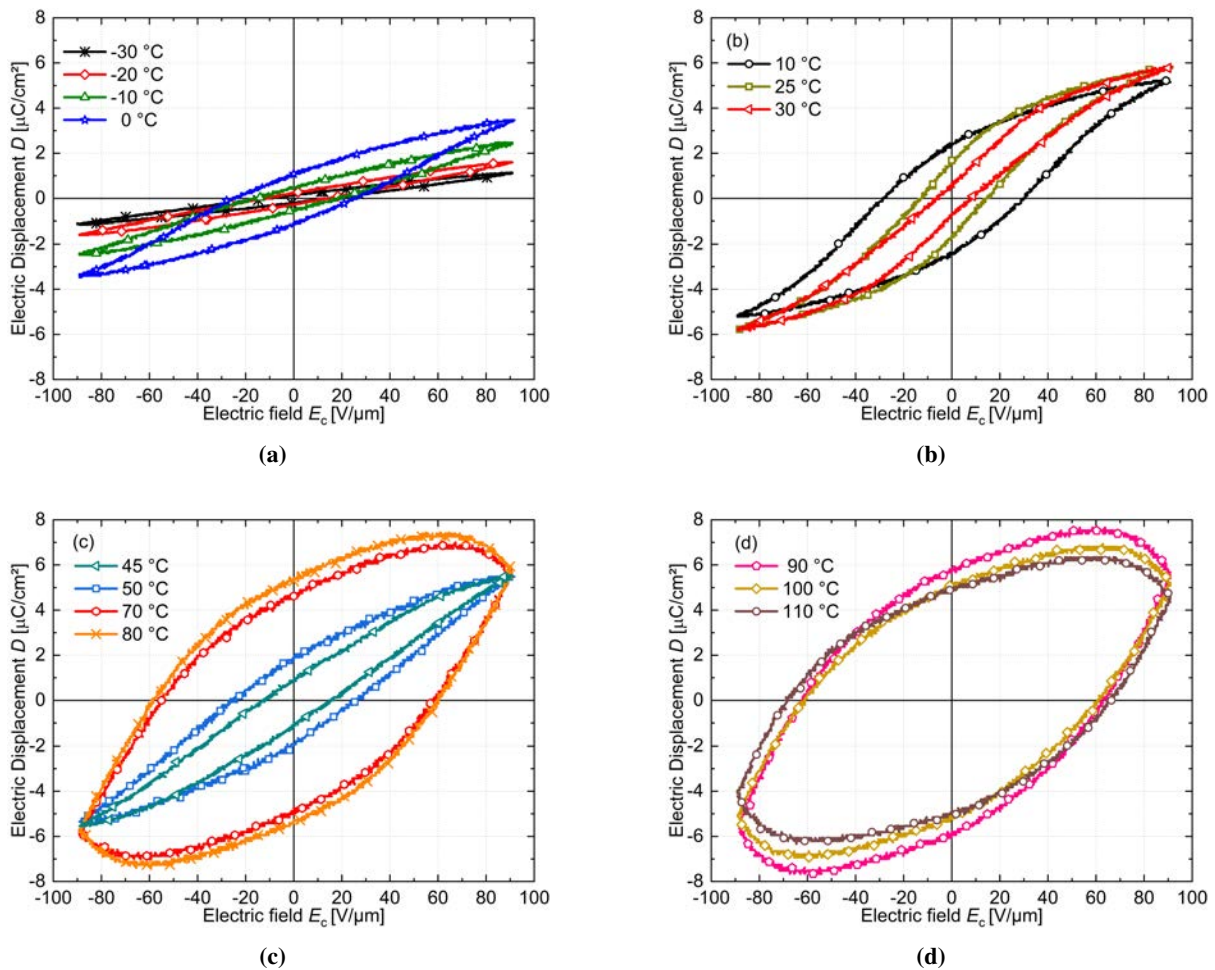 -30 °C
-20 °C
-10 °C
0 °C
8
6
4
2
0
-2
-4
-6
-8
Electric Displacement D [µC/cm²]
-100 -80 -60 -40 -20 0 20 40 60 80 100
Electric field Ec [V/µm]
(a)
(b)
10 °C
25 °C
30 °C
8
6
4
2
0
-2
-4
-6
-8
Electric Displacement D [µC/cm²]
-100 -80 -60 -40 -20 0 20 40 60 80 100
Electric field Ec [V/µm]
(b)
(c)
45 °C
50 °C
70 °C
80 °C
8
6
4
2
0
-2
-4
-6
-8
Electric Displacement D [µC/cm²]
-100 -80 -60 -40 -20 0 20 40 60 80 100
Electric field Ec [V/µm]
(c)
(d)
90 °C
100 °C
110 °C
8
6
4
2
0
-2
-4
-6
-8
Electric Displacement D [µC/cm²]
-100 -80 -60 -40 -20 0 20 40 60 80 100
Electric field Ec [V/µm]
(d)